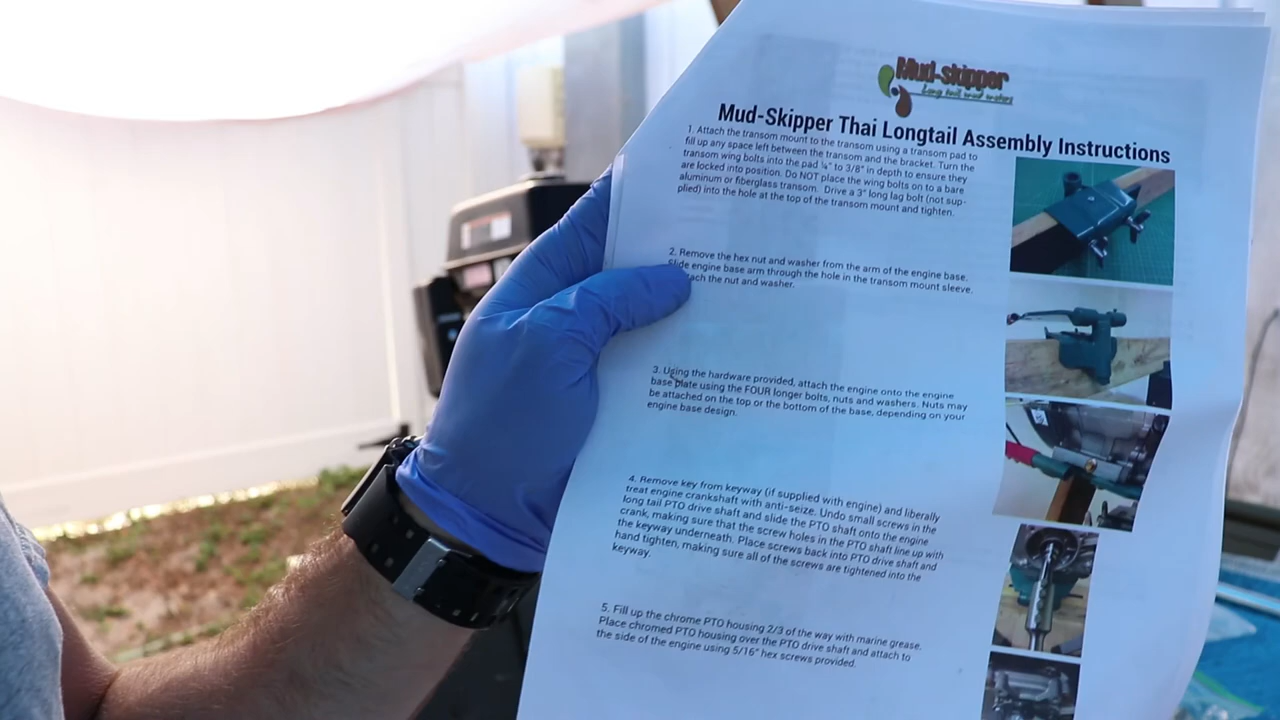 Mud-skipper
Long tail mud motors
Mud-Skipper Thai Longtail Assembly Instructions
1. Attach the transom mount to the transom using a transom pad to
fill up any space left between the transom and the bracket. Turn the
transom wing bolts into the pad ¼" to 3/8" in depth to ensure they
are locked into position. Do NOT place the wing bolts on to a bare
aluminum or fiberglass transom. Drive a 3" long lag bolt (not sup-
plied) into the hole at the top of the transom mount and tighten.
2. Remove the hex nut and washer from the arm of the engine base.
Slide engine base arm through the hole in the transom mount sleeve.
tach the nut and washer.
3. Using the hardware provided, attach the engine onto the engine
base plate using the FOUR longer bolts, nuts and washers. Nuts may
be attached on the top or the bottom of the base, depending on your
engine base design.
4. Remove key from keyway (if supplied with engine) and liberally
treat engine crankshaft with anti-seize. Undo small screws in the
long tail PTO drive shaft and slide the PTO shaft onto the engine
crank, making sure that the screw holes in the PTO shaft line up with
the keyway underneath. Place screws back into PTO drive shaft and
hand tighten, making sure all of the screws are tightened into the
keyway.
5. Fill up the chrome PTO housing 2/3 of the way with marine grease.
Place chromed PTO housing over the PTO drive shaft and attach to
the side of the engine using 5/16" hex screws provided.